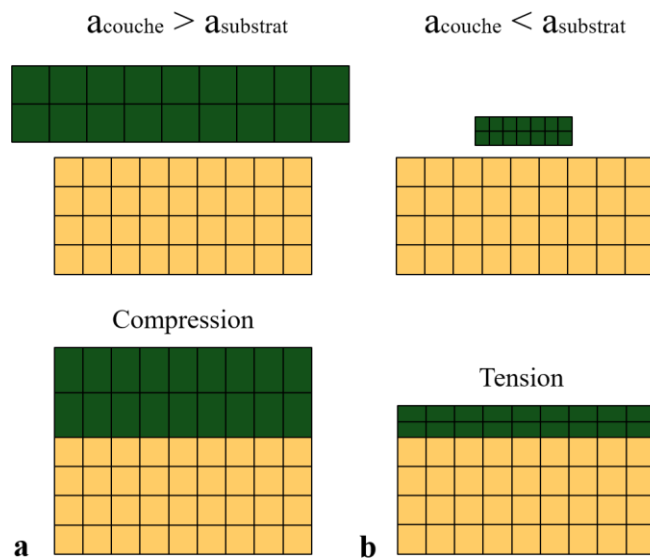 acouche > asubstrat
acouche < asubstrat
Compression
Tension
a
b